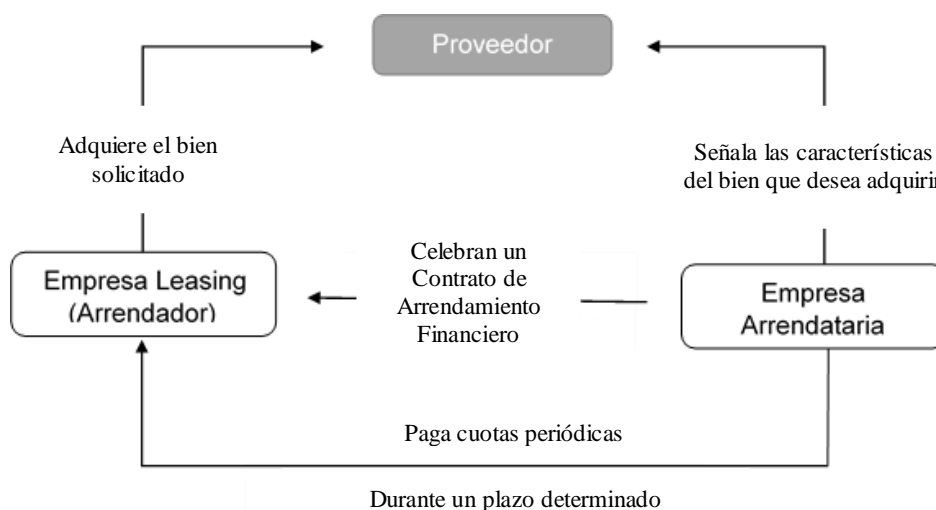 Proveedor
Adquiere el bien
solicitado
Señala las características
del bien que desea adquirir
Empresa Leasing
(Arrendador)
Celebran un
Contrato de
Arrendamiento
Financiero
Empresa
Arrendataria
Paga cuotas periódicas
Durante un plazo determinado